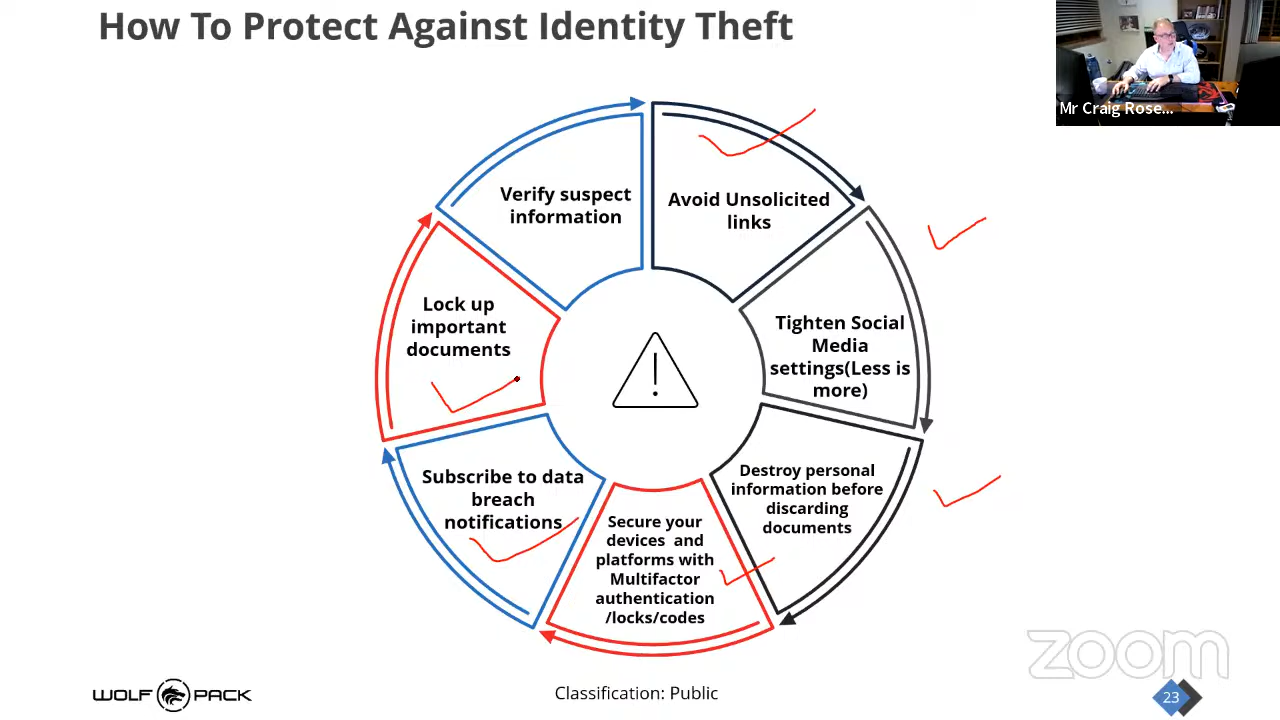 How To Protect Against Identity Theft
Mr Craig Rose...
Verify suspect
information
Avoid Unsolicited
links
Tighten Social
Media
settings(Less is
more)
Destroy personal
information before
discarding
documents
Secure your
devices and
platforms with
Multifactor
authentication
/locks/codes
Subscribe to data
breach
notifications
Lock up
important
documents
zoom
WOLF PACK
Classification: Public
23